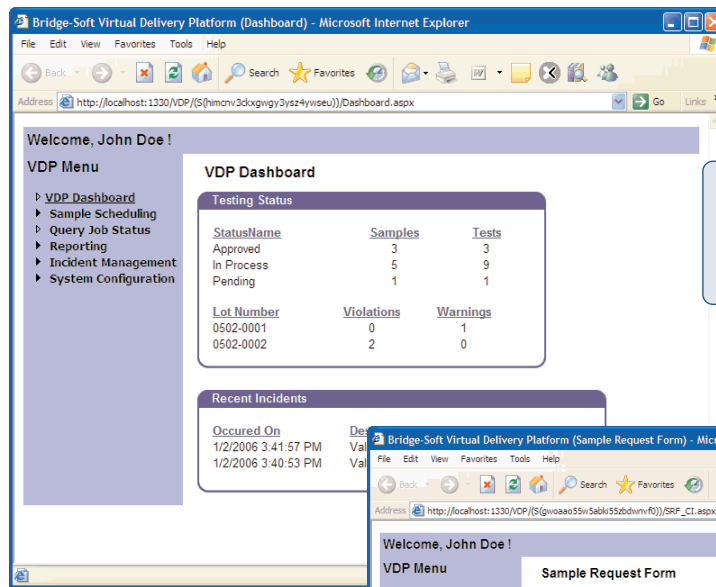 Bridge-Soft Virtual Delivery Platform (Dashboard) - Microsoft Internet Explorer
File Edit View Favorites Tools Help
Back Search Favorites
Address http://localhost:1330/VDP/(S(himcnv3ckxgwgy3ysz4ywseu))/Dashboard.aspx Go Links
Welcome, John Doe !
VDP Menu
VDP Dashboard
Sample Scheduling
Query Job Status
Reporting
Incident Management
System Configuration
VDP Dashboard
Testing Status
StatusName Samples Tests
Approved 3 3
In Process 5 9
Pending 1 1
Lot Number Violations Warnings
0502-0001 0 1
0502-0002 2 0
Recent Incidents
Occured On Des
1/2/2006 3:41:57 PM Val
1/2/2006 3:40:53 PM Val
Bridge-Soft Virtual Delivery Platform (Sample Request Form) - Micr
File Edit View Favorites Tools Help
Back Search Favorites
Address http://localhost:1330/VDP/(S(gwoaao55w5abki55zbdwnvf0))/SRF_CI.aspx
Welcome, John Doe !
VDP Menu
Sample Request Form